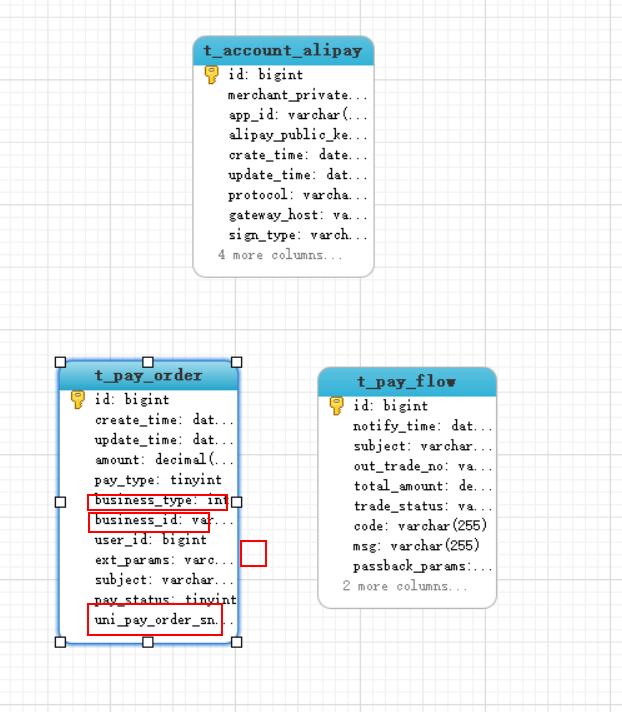 t_account_alipay
id: bigint
merchant_private...
app_id: varchar(...
alipay_public_ke...
crate_time: date...
update_time: dat...
protocol: varcha...
gateway_host: va...
sign_type: varch...
4 more columns...
t_pay_order
id: bigint
create_time: dat...
update_time: dat...
amount: decimal(...
pay_type: tinyint
business_type: int
business_id: var...
user_id: bigint
ext_params: varc...
subject: varchar...
pay_status: tinyint
uni_pay_order_sn...
t_pay_flow
id: bigint
notify_time: dat...
subject: varchar...
out_trade_no: va...
total_amount: de...
trade_status: va...
code: varchar(255)
msg: varchar(255)
passback_params:...
2 more columns...